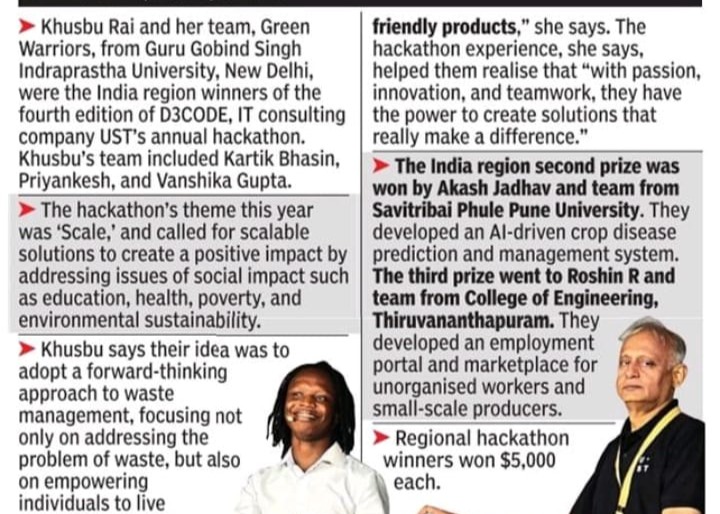 ➤ Khusbu Rai and her team, Green
Warriors, from Guru Gobind Singh
Indraprastha University, New Delhi,
were the India region winners of the
fourth edition of D3CODE, IT consulting
company UST's annual hackathon.
Khusbu's team included Kartik Bhasin,
Priyankesh, and Vanshika Gupta.
➤ The hackathon's theme this year
was ‘Scale,’ and called for scalable
solutions to create a positive impact by
addressing issues of social impact such
as education, health, poverty, and
environmental sustainability.
➤ Khusbu says their idea was to
adopt a forward-thinking
approach to waste
management, focusing not
only on addressing the
problem of waste, but also
on empowering
individuals to live
friendly products,” she says. The
hackathon experience, she says,
helped them realise that “with passion,
innovation, and teamwork, they have
the power to create solutions that
really make a difference.”
➤ The India region second prize was
won by Akash Jadhav and team from
Savitribai Phule Pune University. They
developed an AI-driven crop disease
prediction and management system.
The third prize went to Roshin R and
team from College of Engineering,
Thiruvananthapuram. They
developed an employment
portal and marketplace for
unorganised workers and
small-scale producers.
➤ Regional hackathon
winners won $5,000
each.